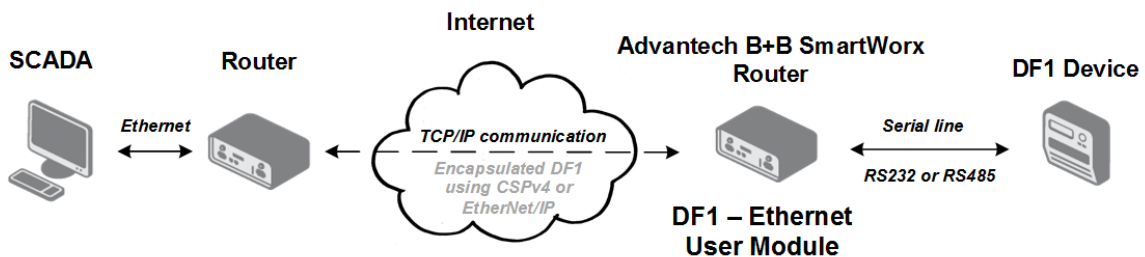 SCADA
Ethernet
Router
Internet
TCP/IP communication
Encapsulated DF1
using CSPv4 or
EtherNet/IP
Advantech B+B SmartWorx
Router
DF1 – Ethernet
User Module
Serial line
RS232 or RS485
DF1 Device